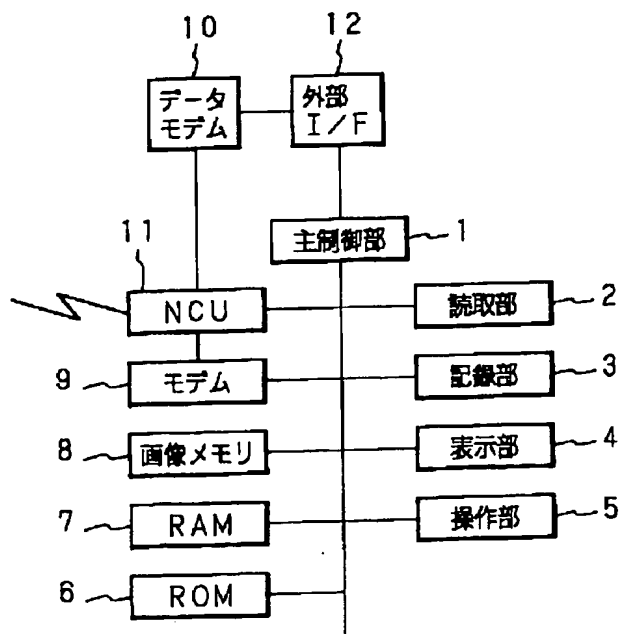 10
12
データ
モデム
外部
I/F
11
主制御部
1
NCU
読取部
2
9
モデム
記録部
3
8
画像メモリ
表示部
4
7
RAM
操作部
5
6
ROM